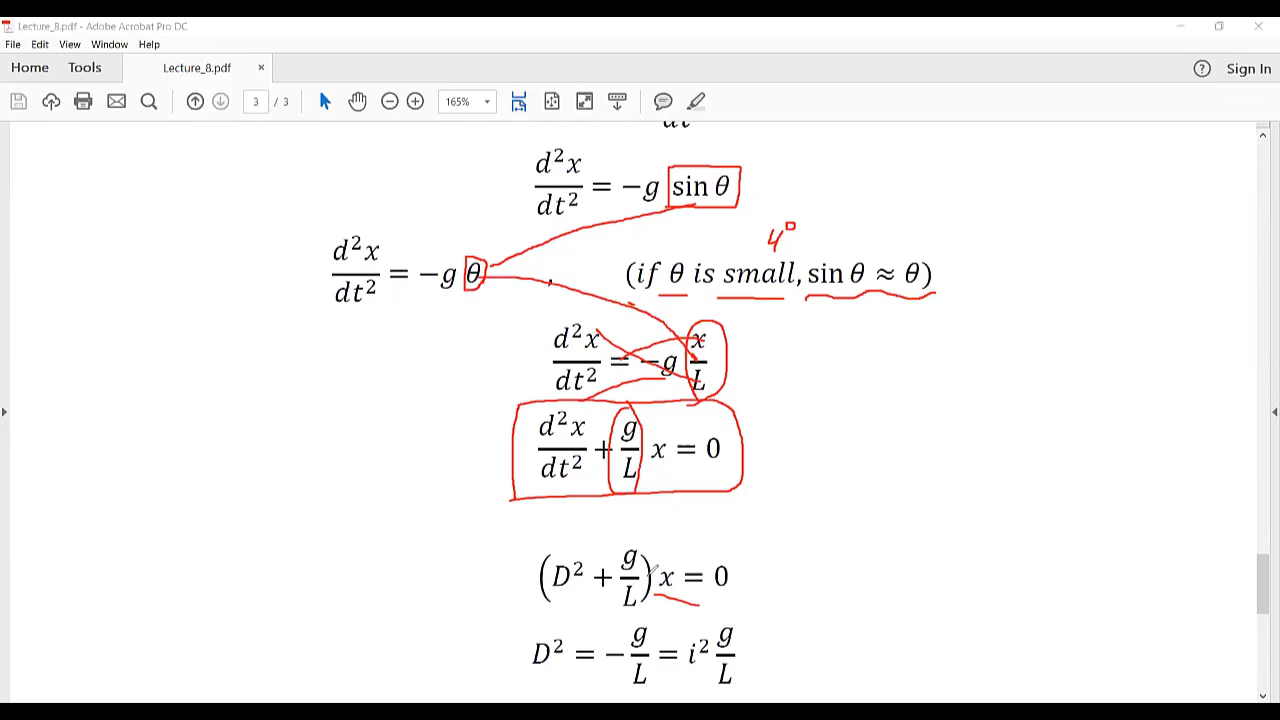 Lecture_8.pdf - Adobe Acrobat Pro DC
File Edit View Window Help
Home Tools Lecture_8.pdf × ? Sign In
3 / 3 165%
dt
d²x/dt² = −g sin θ
4°
d²x/dt² = −g θ , (if θ is small, sin θ ≈ θ)
d²x/dt² = −g x/L
d²x/dt² + g/L x = 0
(D² + g/L) x = 0
D² = − g/L = i² g/L